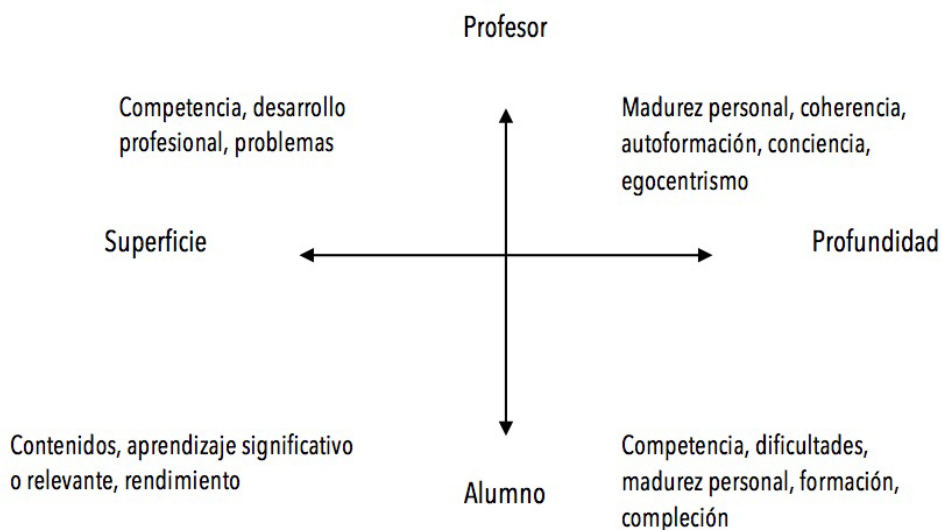 Profesor
Competencia, desarrollo
profesional, problemas
Madurez personal, coherencia,
autoformación, conciencia,
egocentrismo
Superficie
Profundidad
Contenidos, aprendizaje significativo
o relevante, rendimiento
Alumno
Competencia, dificultades,
madurez personal, formación,
compleción